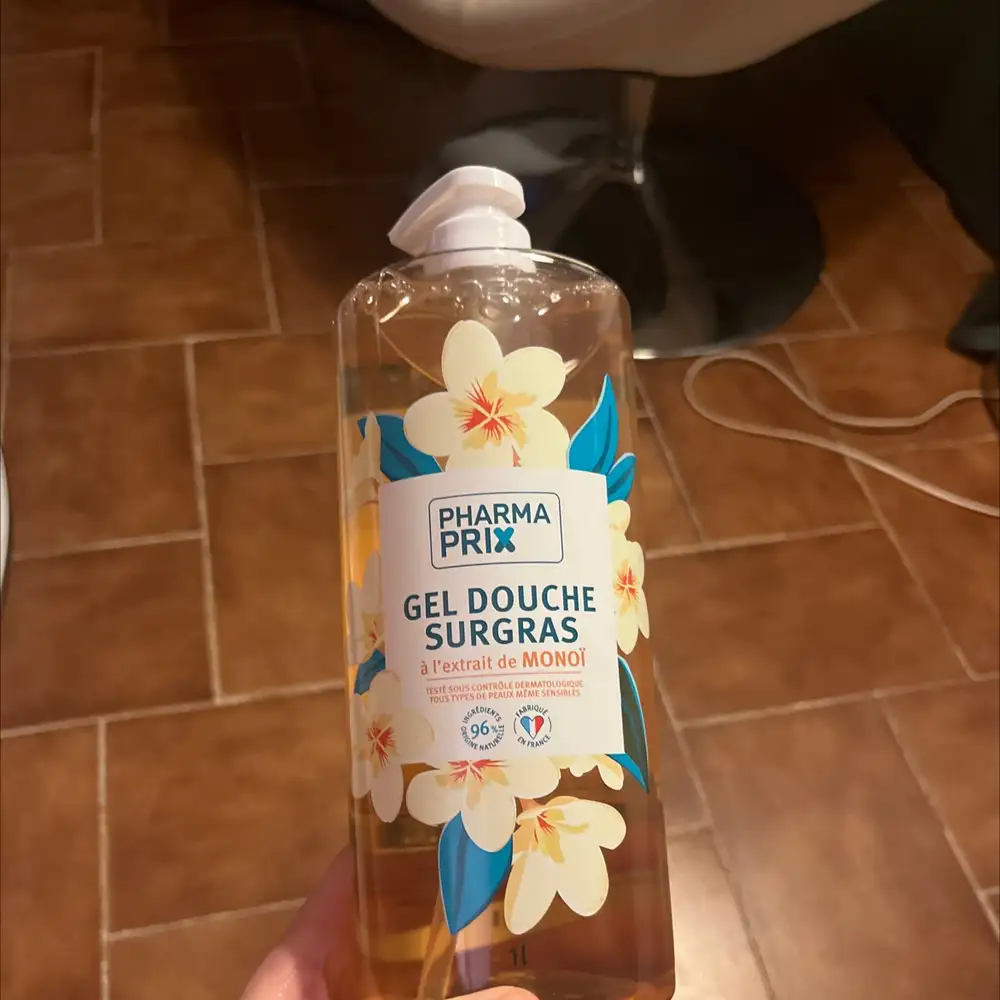 PHARMA
PRIX
GEL DOUCHE
SURGRAS
à l'extrait de MONOÏ
TESTÉ SOUS CONTRÔLE DERMATOLOGIQUE
TOUS TYPES DE PEAUX MÊME SENSIBLES
INGRÉDIENTS
96%
ORIGINE NATURELLE
FABRIQUÉ
EN FRANCE
1l